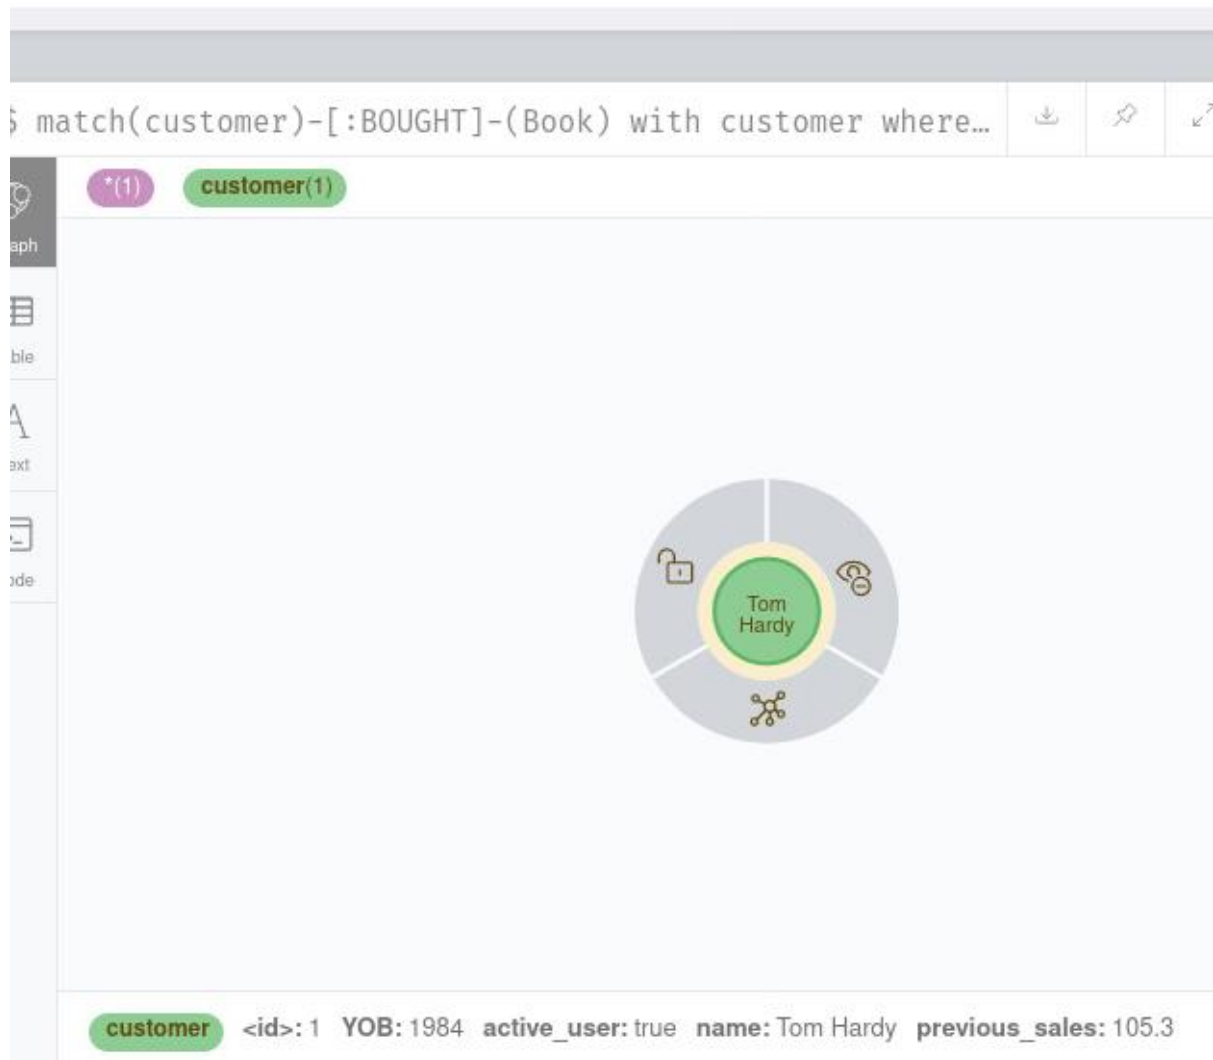 $ match(customer)-[:BOUGHT]-(Book) with customer where…
*(1) customer(1)
aph
ble
A
ext
ode
Tom
Hardy
customer <id>: 1 YOB: 1984 active_user: true name: Tom Hardy previous_sales: 105.3